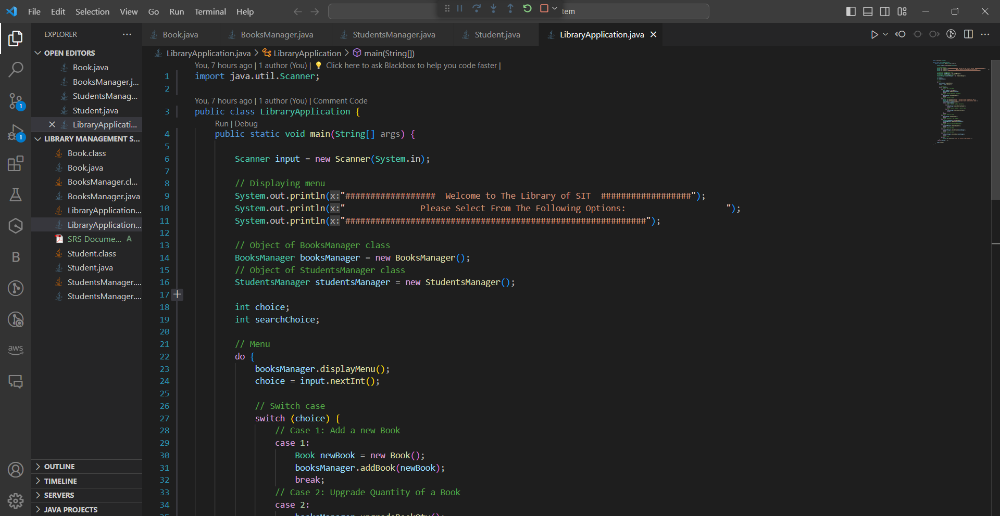 File Edit Selection View Go Run Terminal Help
tem
EXPLORER
OPEN EDITORS
Book.java
BooksManager.j...
StudentsManag...
Student.java
LibraryApplicati...
LIBRARY MANAGEMENT S...
Book.class
Book.java
BooksManager.cl...
BooksManager.java
LibraryApplication...
LibraryApplication...
SRS Docume... A
Student.class
Student.java
StudentsManager....
StudentsManager....
OUTLINE
TIMELINE
SERVERS
JAVA PROJECTS
1
1
B
aws
Book.java BooksManager.java StudentsManager.java Student.java LibraryApplication.java
LibraryApplication.java > LibraryApplication > main(String[])
You, 7 hours ago | 1 author (You) | 💡 Click here to ask Blackbox to help you code faster |
1 import java.util.Scanner;
2
You, 7 hours ago | 1 author (You) | Comment Code
3 public class LibraryApplication {
Run | Debug
4 public static void main(String[] args) {
5
6 Scanner input = new Scanner(System.in);
7
8 // Displaying menu
9 System.out.println(x:"################## Welcome to The Library of SIT ##################");
10 System.out.println(x:" Please Select From The Following Options: ");
11 System.out.println(x:"############################################################");
12
13 // Object of BooksManager class
14 BooksManager booksManager = new BooksManager();
15 // Object of StudentsManager class
16 StudentsManager studentsManager = new StudentsManager();
17
18 int choice;
19 int searchChoice;
20
21 // Menu
22 do {
23 booksManager.displayMenu();
24 choice = input.nextInt();
25
26 // Switch case
27 switch (choice) {
28 // Case 1: Add a new Book
29 case 1:
30 Book newBook = new Book();
31 booksManager.addBook(newBook);
32 break;
33 // Case 2: Upgrade Quantity of a Book
34 case 2:
35 booksManager.upgradeBookQty();